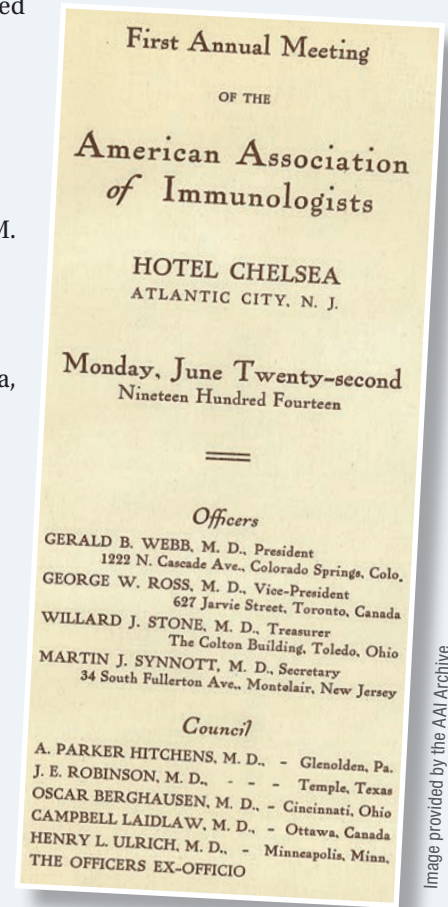 ed
M.
a,
First Annual Meeting
OF THE
American Association
of Immunologists
HOTEL CHELSEA
ATLANTIC CITY, N. J.
Monday, June Twenty-second
Nineteen Hundred Fourteen
Officers
GERALD B. WEBB, M. D., President
1222 N. Cascade Ave., Colorado Springs, Colo.
GEORGE W. ROSS, M. D., Vice-President
627 Jarvie Street, Toronto, Canada
WILLARD J. STONE, M. D., Treasurer
The Colton Building, Toledo, Ohio
MARTIN J. SYNNOTT, M. D., Secretary
34 South Fullerton Ave., Montelair, New Jersey
Council
A. PARKER HITCHENS, M. D., - Glenolden, Pa.
J. E. ROBINSON, M. D., - - - Temple, Texas
OSCAR BERGHAUSEN, M. D., - Cincinnati, Ohio
CAMPBELL LAIDLAW, M. D., - Ottawa, Canada
HENRY L. ULRICH, M. D., - Minneapolis, Minn.
THE OFFICERS EX-OFFICIO
Image provided by the AAI Archive